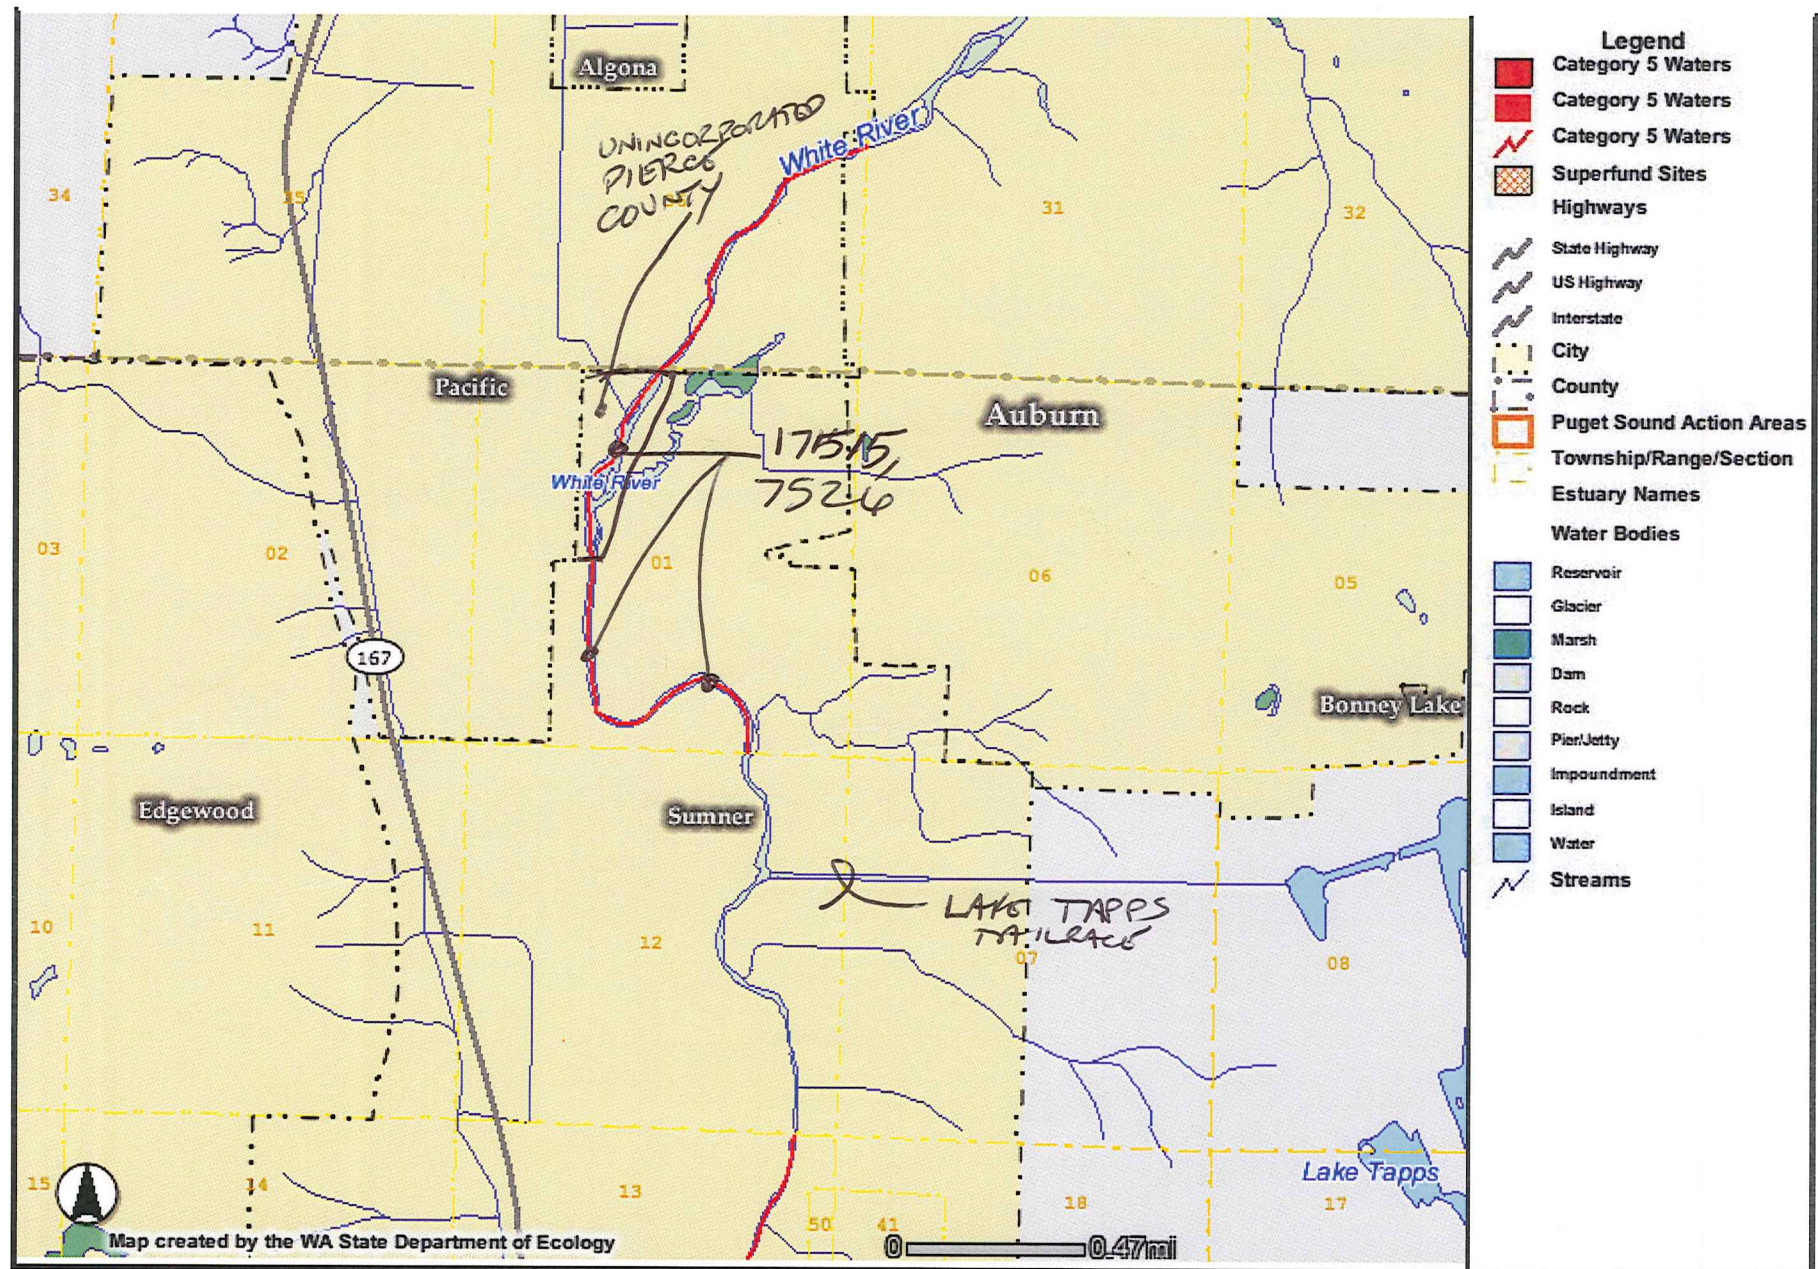 Algona
UNINCORPORATED
PIERCE
COUNTY
White River
34
35
31
32
Pacific
Auburn
17515,
7526
White River
03
02
01
06
05
167
Bonney Lake
Edgewood
Sumner
LAKE TAPPS
TAILRACE
10
11
12
07
08
Lake Tapps
15
14
13
50
41
18
17
Map created by the WA State Department of Ecology
0
0.47mi
Legend
Category 5 Waters
Category 5 Waters
Category 5 Waters
Superfund Sites
Highways
State Highway
US Highway
Interstate
City
County
Puget Sound Action Areas
Township/Range/Section
Estuary Names
Water Bodies
Reservoir
Glacier
Marsh
Dam
Rock
Pier/Jetty
Impoundment
Island
Water
Streams